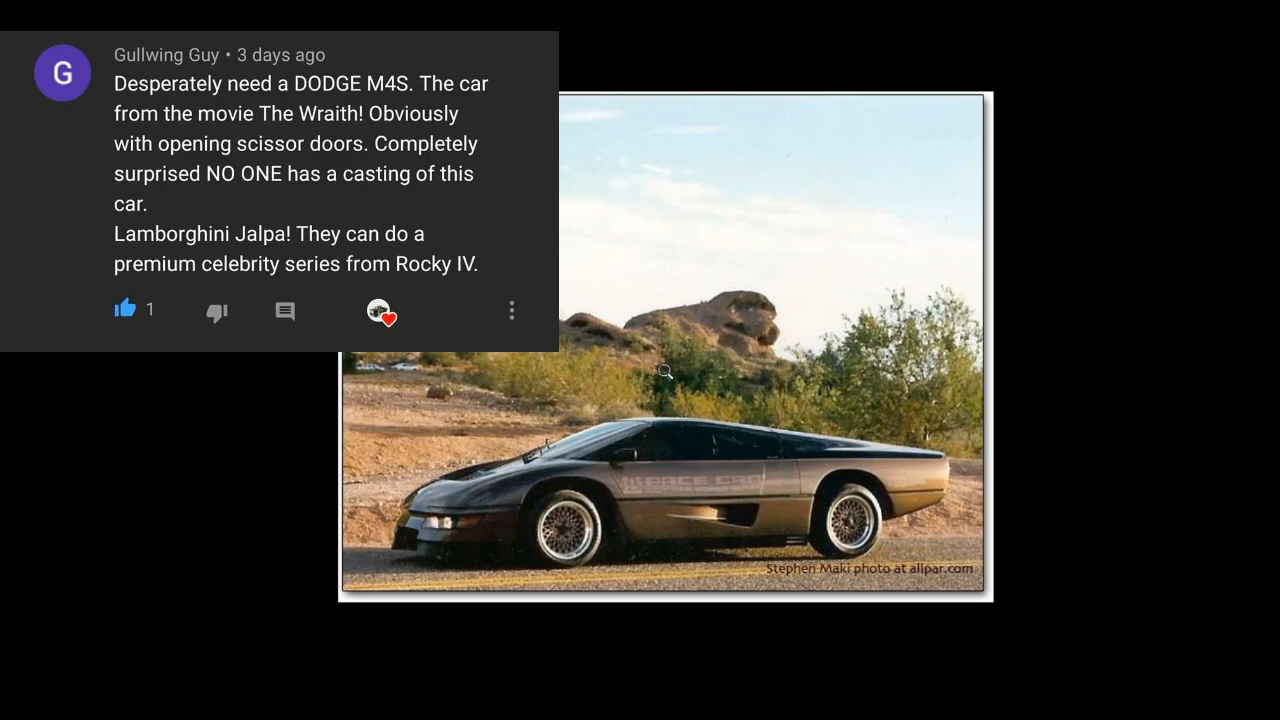 G
Gullwing Guy • 3 days ago
Desperately need a DODGE M4S. The car
from the movie The Wraith! Obviously
with opening scissor doors. Completely
surprised NO ONE has a casting of this
car.
Lamborghini Jalpa! They can do a
premium celebrity series from Rocky IV.
1
PACE CAR
Stephen Maki photo at allpar.com